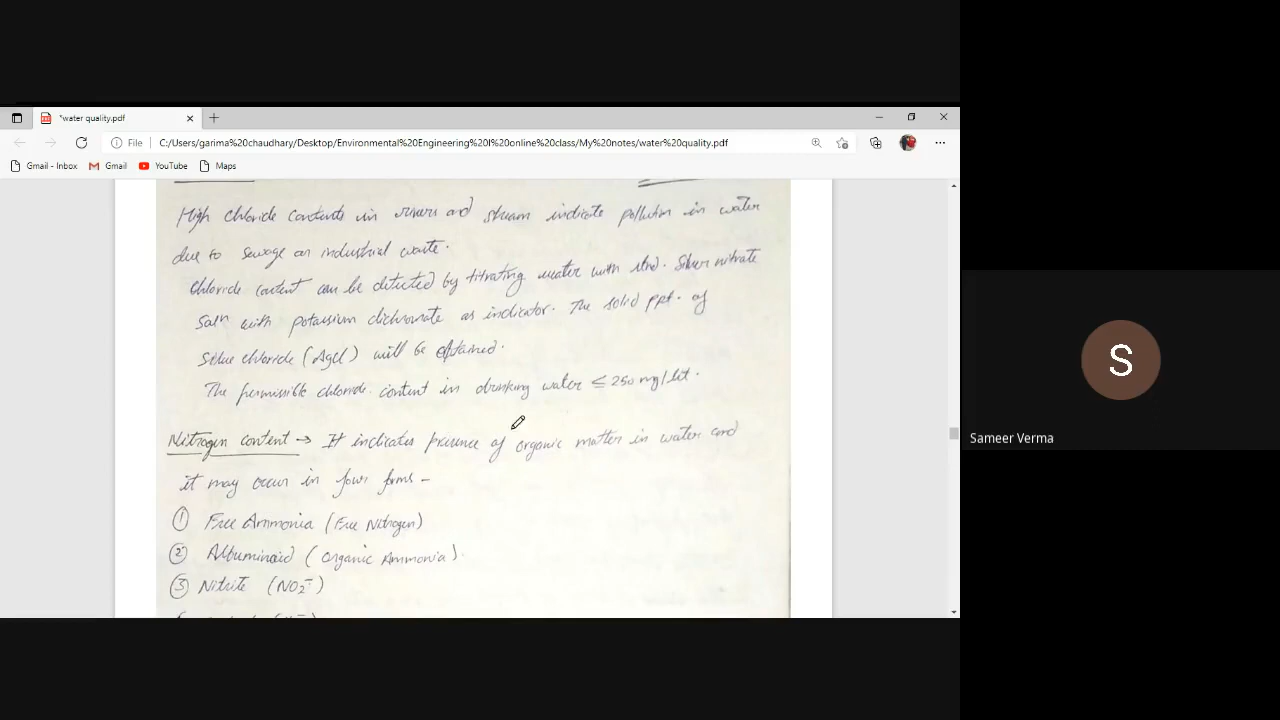 *water quality.pdf
File
C:/Users/garima%20chaudhary/Desktop/Environmental%20Engineering%20I%20online%20class/My%20notes/water%20quality.pdf
Gmail - Inbox
Gmail
YouTube
Maps
High chloride contents in rivers and stream indicate pollution in water
due to sewage or industrial waste.
Chloride content can be detected by titrating water with std. Silver nitrate
Soln with potassium dichromate as indicator. The solid ppt. of
Silver chloride (AgCl) will be obtained.
The permissible chloride content in drinking water ≤ 250 mg/lit.
Nitrogen content → It indicates presence of organic matter in water and
it may occur in four forms -
① Free Ammonia (Free Nitrogen)
② Albuminoid (Organic Ammonia).
③ Nitrite (NO2⁻)
S
Sameer Verma